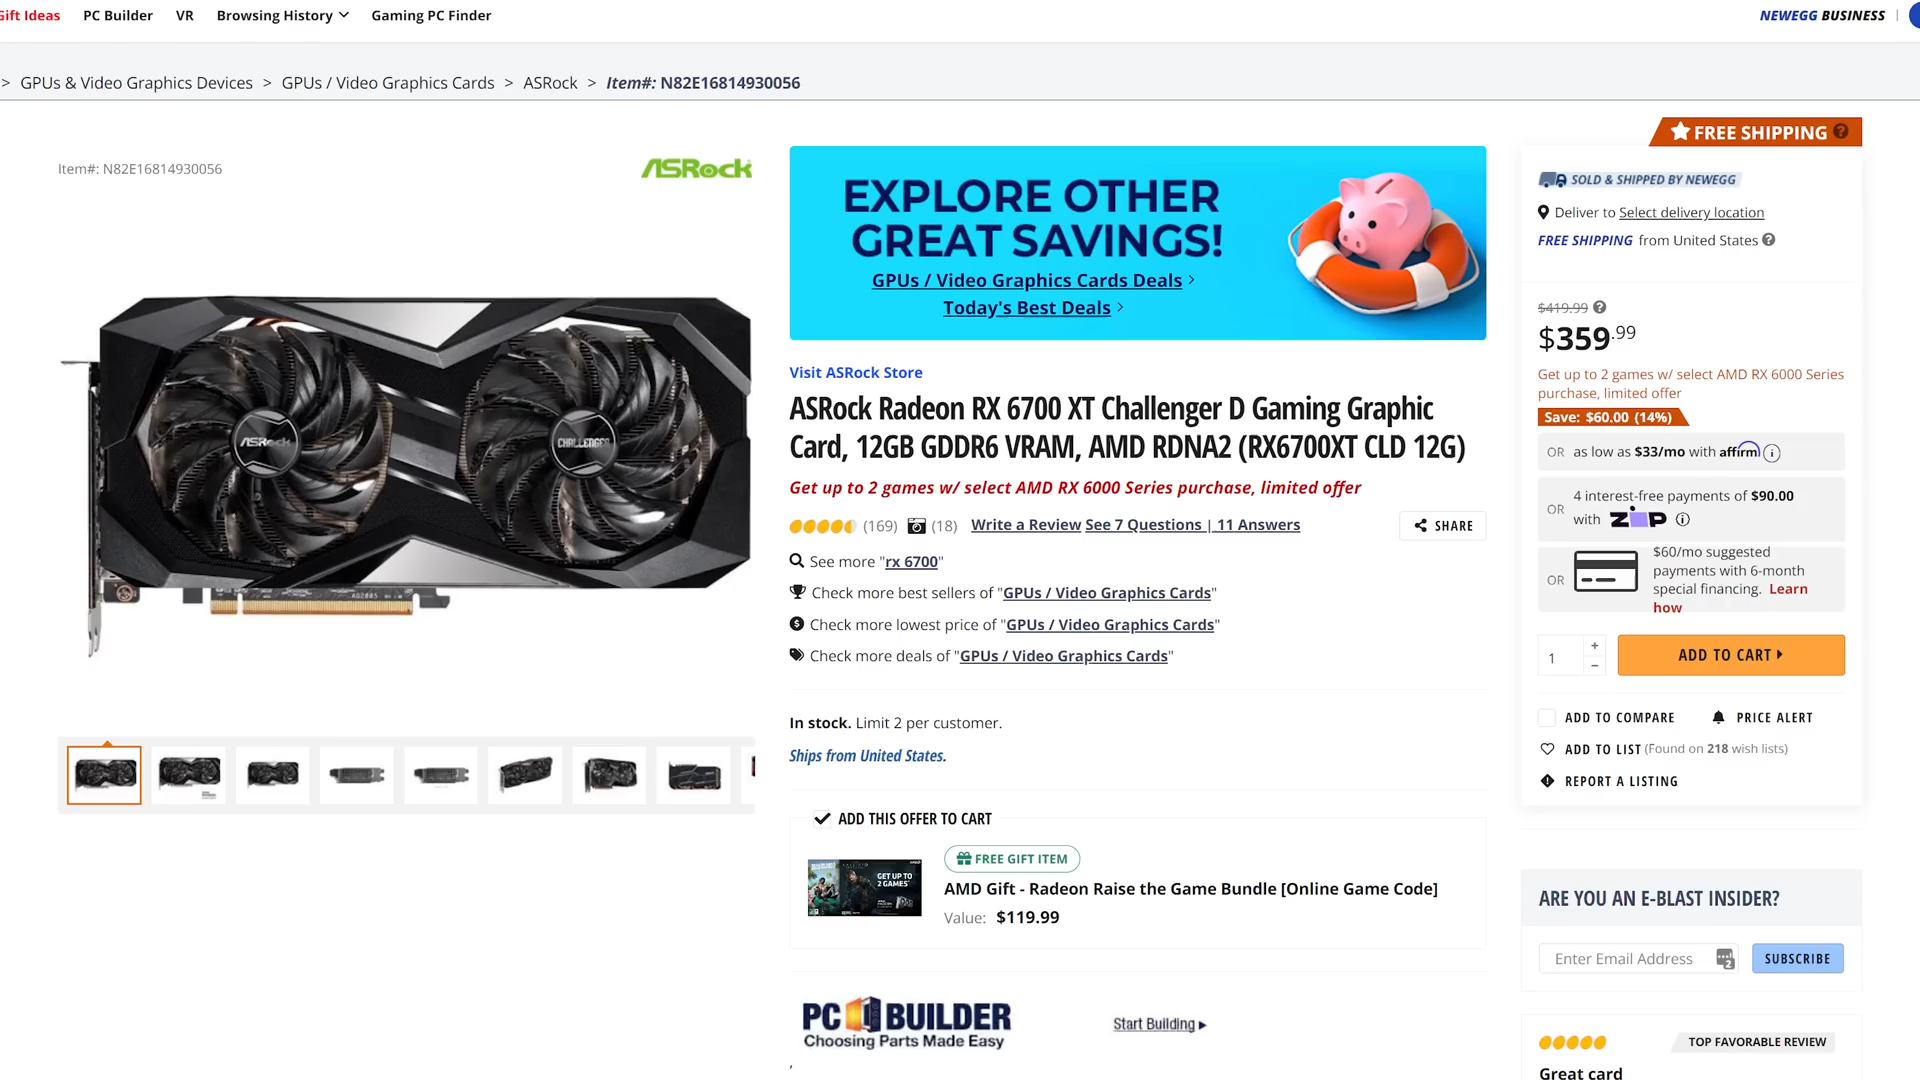 Gift Ideas
PC Builder
VR
Browsing History
Gaming PC Finder
NEWEGG BUSINESS
> GPUs & Video Graphics Devices > GPUs / Video Graphics Cards > ASRock > Item#: N82E16814930056
Item#: N82E16814930056
ASRock
ASRock
CHALLENGER
EXPLORE OTHER
GREAT SAVINGS!
GPUs / Video Graphics Cards Deals
Today's Best Deals
Visit ASRock Store
ASRock Radeon RX 6700 XT Challenger D Gaming Graphic
Card, 12GB GDDR6 VRAM, AMD RDNA2 (RX6700XT CLD 12G)
Get up to 2 games w/ select AMD RX 6000 Series purchase, limited offer
(169) (18) Write a Review See 7 Questions | 11 Answers
SHARE
See more "rx 6700"
Check more best sellers of "GPUs / Video Graphics Cards"
Check more lowest price of "GPUs / Video Graphics Cards"
Check more deals of "GPUs / Video Graphics Cards"
In stock. Limit 2 per customer.
Ships from United States.
ADD THIS OFFER TO CART
GET UP TO
2 GAMES
FREE GIFT ITEM
AMD Gift - Radeon Raise the Game Bundle [Online Game Code]
Value: $119.99
PC BUILDER
Choosing Parts Made Easy
Start Building
,
FREE SHIPPING
SOLD & SHIPPED BY NEWEGG
Deliver to Select delivery location
FREE SHIPPING from United States
$419.99
$359.99
Get up to 2 games w/ select AMD RX 6000 Series
purchase, limited offer
Save: $60.00 (14%)
OR as low as $33/mo with affirm
OR
4 interest-free payments of $90.00
with ZIP
OR
$60/mo suggested
payments with 6-month
special financing. Learn
how
1
+
−
ADD TO CART
ADD TO COMPARE
PRICE ALERT
ADD TO LIST (Found on 218 wish lists)
REPORT A LISTING
ARE YOU AN E-BLAST INSIDER?
Enter Email Address
2
SUBSCRIBE
TOP FAVORABLE REVIEW
Great card